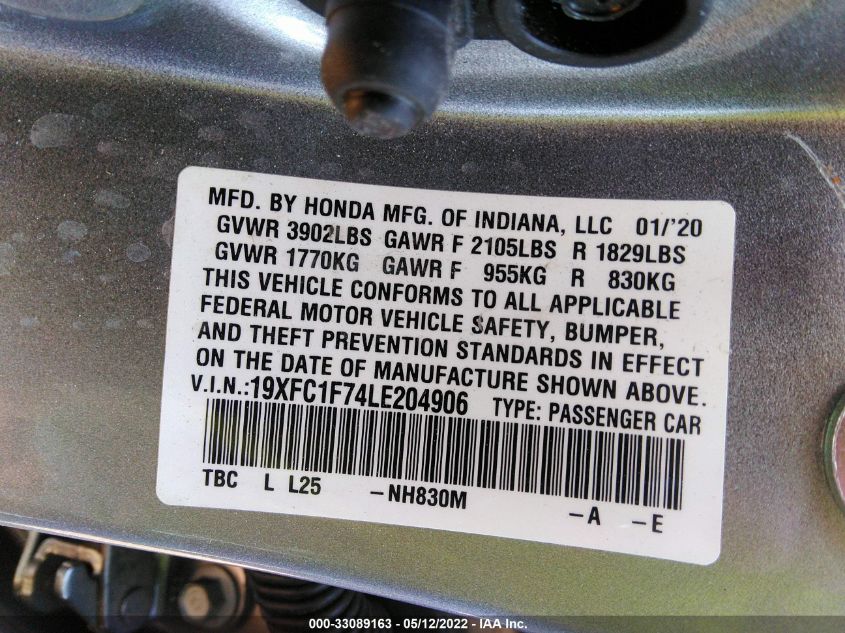 MFD. BY HONDA MFG. OF INDIANA, LLC 01/'20
GVWR 3902LBS GAWR F 2105LBS R 1829LBS
GVWR 1770KG GAWR F 955KG R 830KG
THIS VEHICLE CONFORMS TO ALL APPLICABLE
FEDERAL MOTOR VEHICLE SAFETY, BUMPER,
AND THEFT PREVENTION STANDARDS IN EFFECT
ON THE DATE OF MANUFACTURE SHOWN ABOVE.
V.I.N.:19XFC1F74LE204906 TYPE: PASSENGER CAR
TBC L L25 -NH830M -A -E
000-33089163 - 05/12/2022 - IAA Inc.